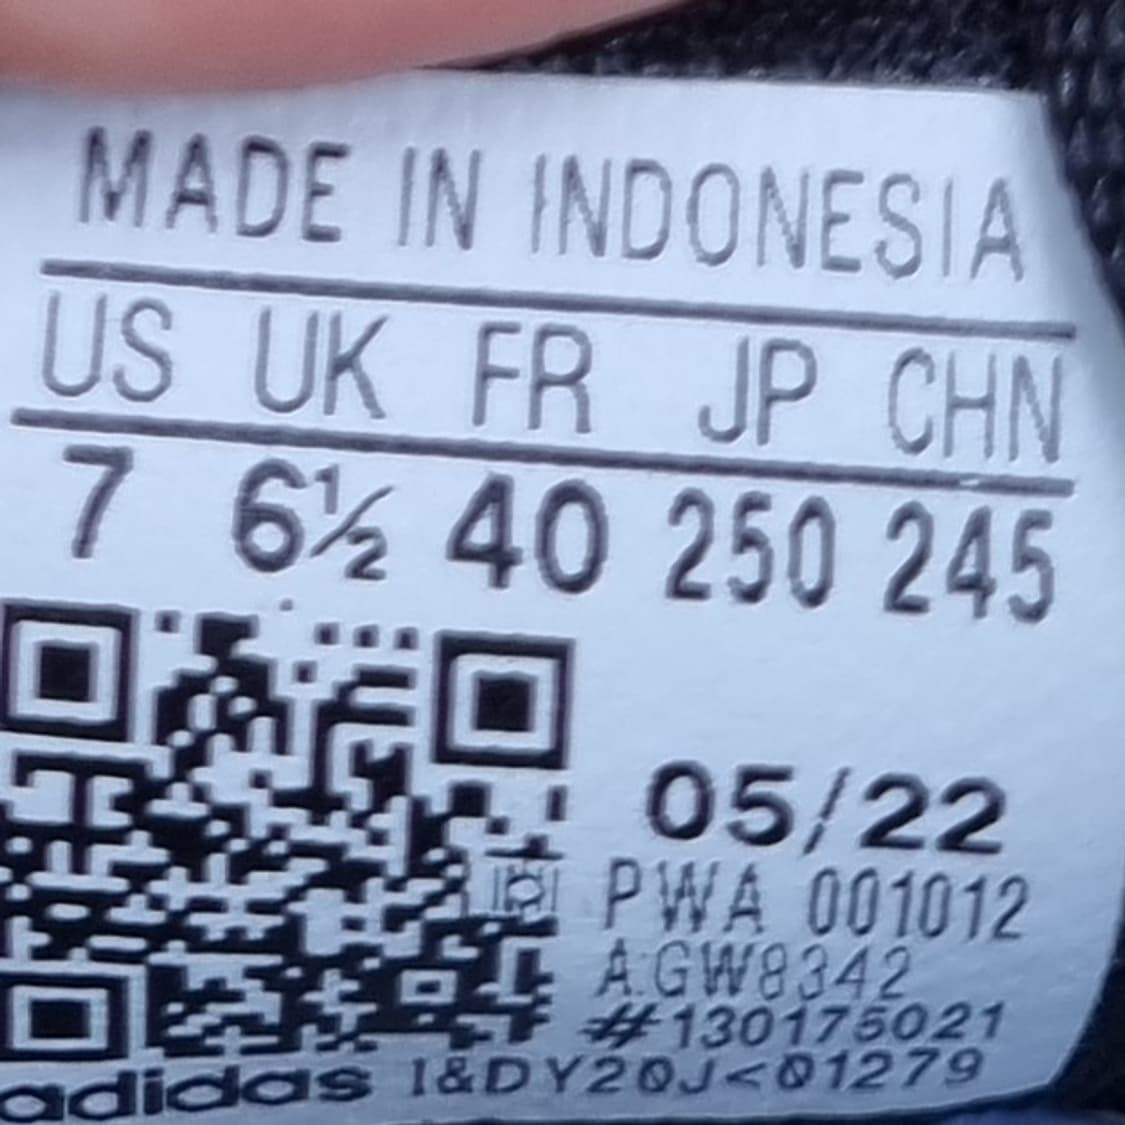 MADE IN INDONESIA
US UK FR JP CHN
7 6½ 40 250 245
05/22
PWA 001012
A:GW8342
#130175021
adidas I&DY20J<01279